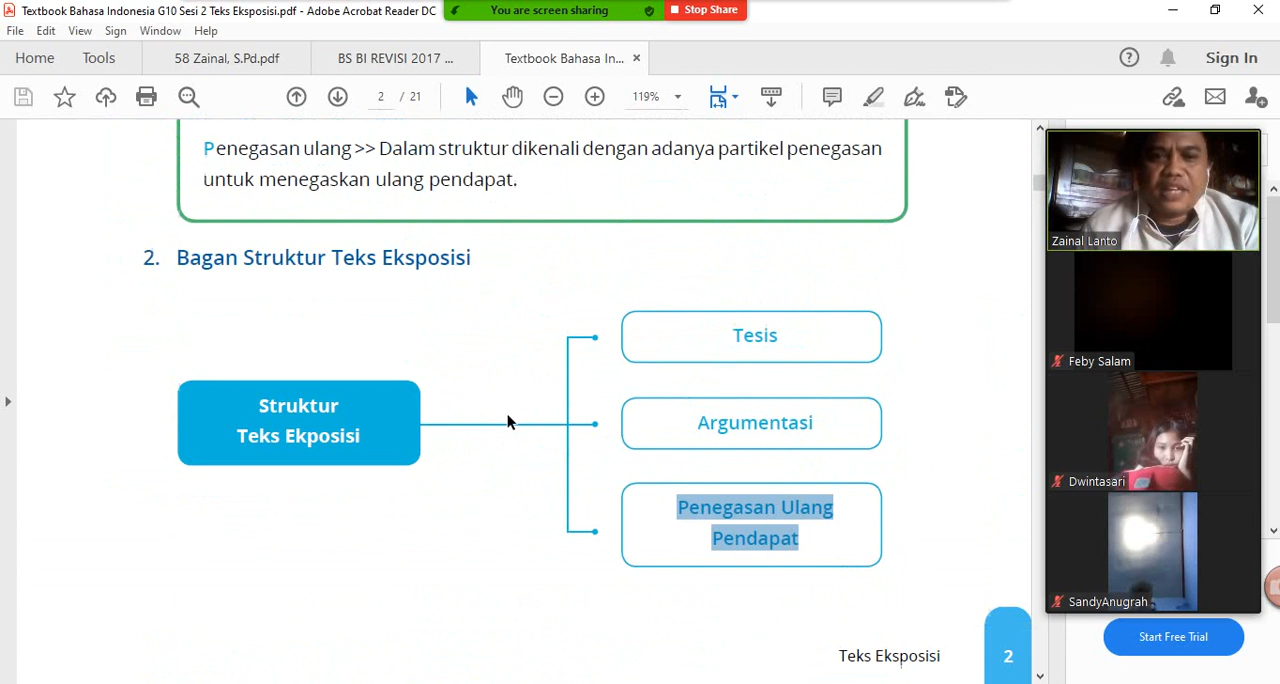 Textbook Bahasa Indonesia G10 Sesi 2 Teks Eksposisi.pdf - Adobe Acrobat Reader DC
You are screen sharing
Stop Share
File Edit View Sign Window Help
Home Tools 58 Zainal, S.Pd.pdf BS BI REVISI 2017 ... Textbook Bahasa In... × Sign In
2 / 21 119%
Penegasan ulang >> Dalam struktur dikenali dengan adanya partikel penegasan
untuk menegaskan ulang pendapat.
2. Bagan Struktur Teks Eksposisi
Struktur
Teks Ekposisi
Tesis
Argumentasi
Penegasan Ulang
Pendapat
Teks Eksposisi 2
Zainal Lanto
Feby Salam
Dwintasari
SandyAnugrah
Start Free Trial